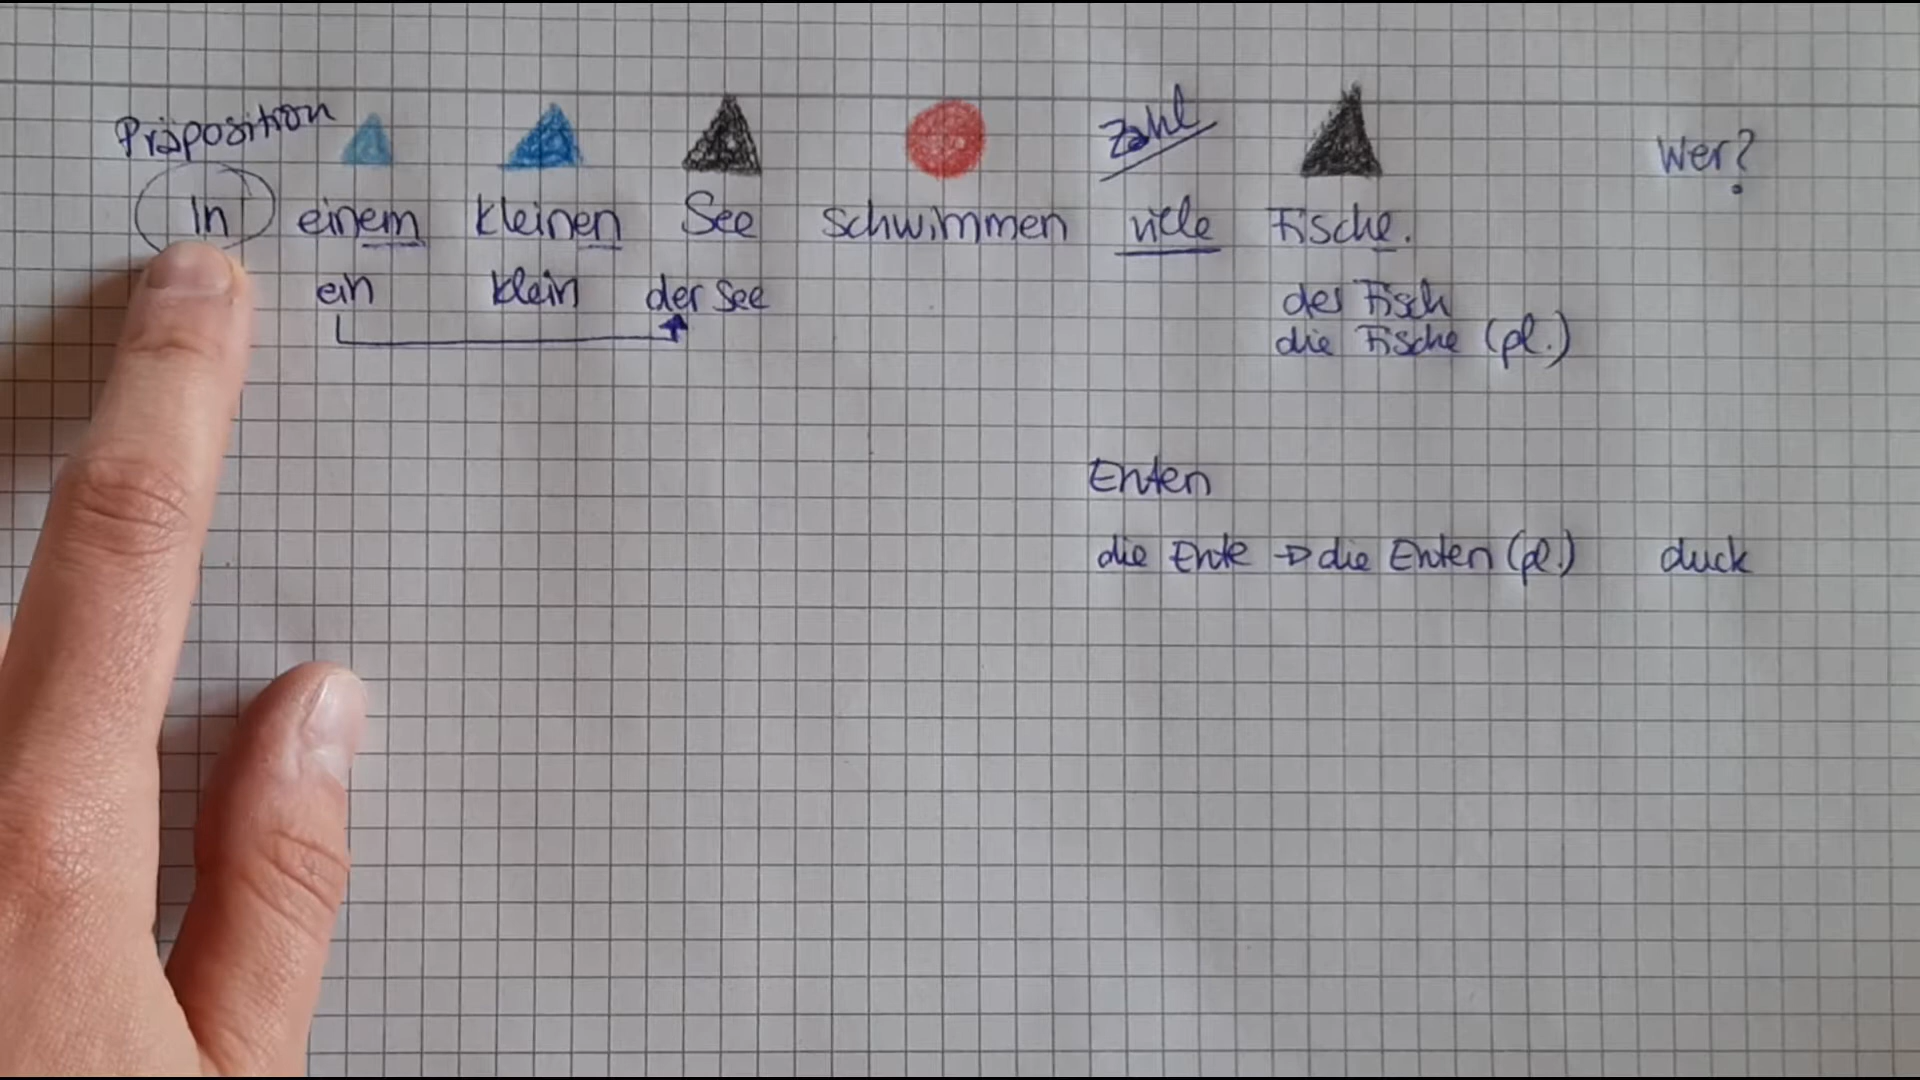 Präposition Zahl Wer?
In einem kleinen See schwimmen viele Fische.
ein klein der See der Fisch
die Fische (pl.)
Enten
die Ente → die Enten (pl.) duck